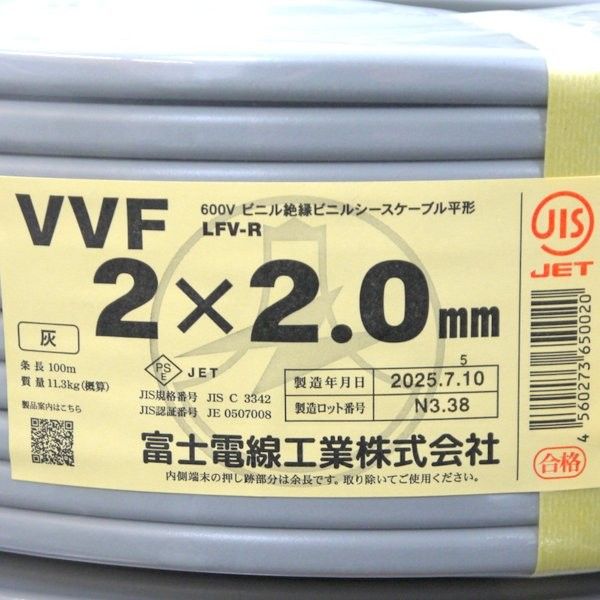 VVF
600V ビニル絶縁ビニルシースケーブル平形
LFV-R
2×2.0mm
灰
条長 100m
質量 11.3kg(概算)
製品案内はこちら
PS
E
JET
JIS規格番号 JIS C 3342
JIS認証番号 JE 0507008
5
製造年月日 2025.7.10
製造ロット番号 N3.38
富士電線工業株式会社
内側端末の押し跡部分は余長です。取り除いてご使用ください。
JIS
JET
4 560273 650020
合格